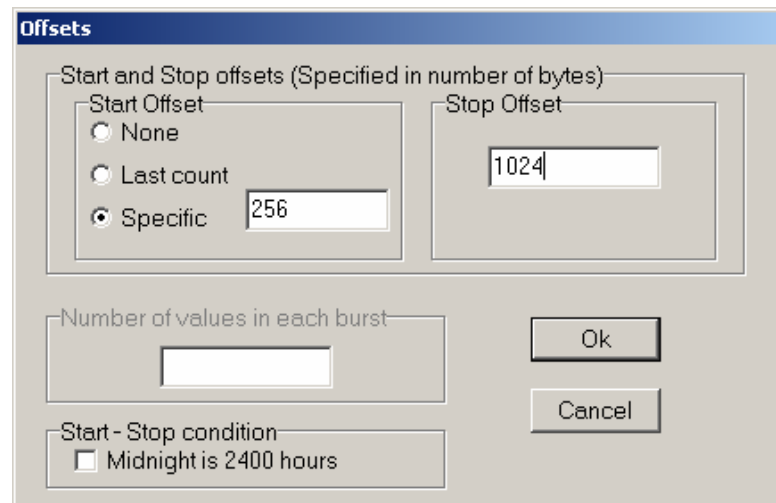 Offsets
Start and Stop offsets (Specified in number of bytes)
Start Offset
None
Last count
Specific
256
Stop Offset
1024
Number of values in each burst
Ok
Cancel
Start - Stop condition
Midnight is 2400 hours